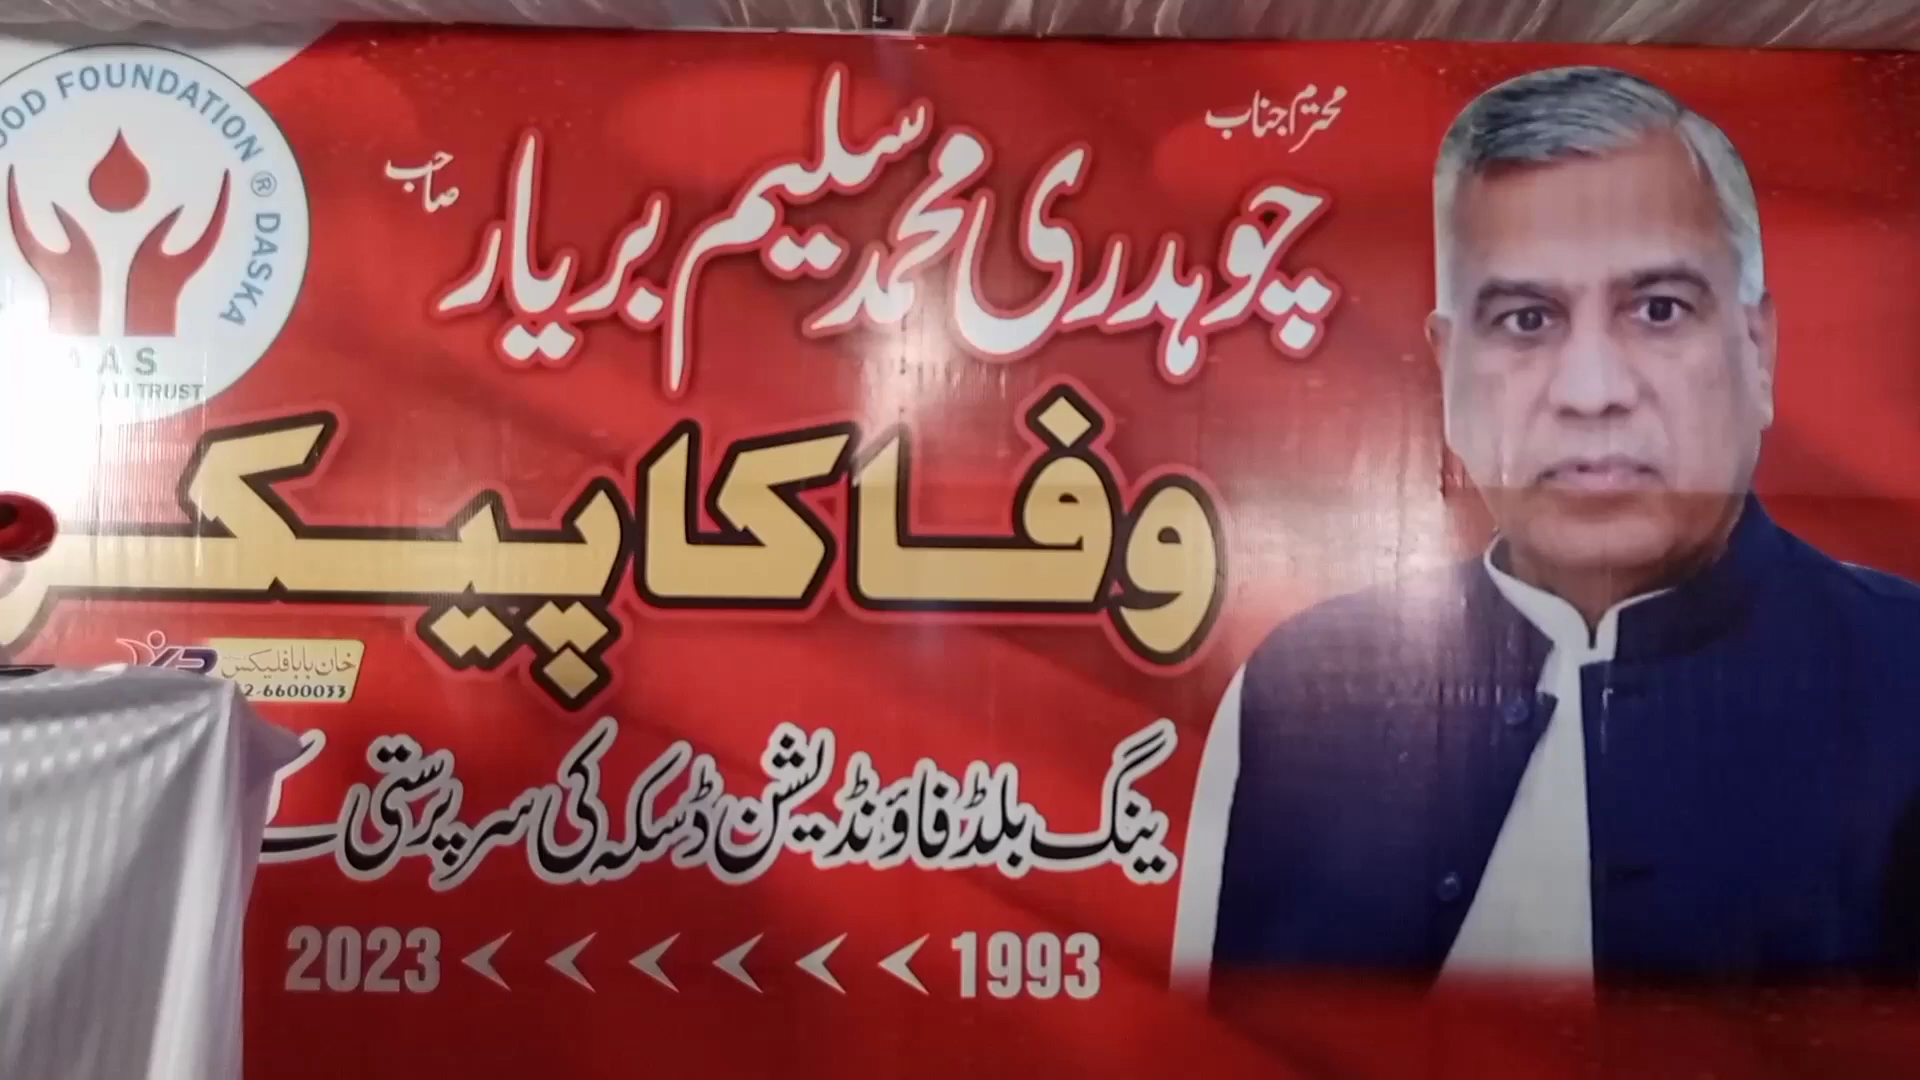 FOUNDATION ® DASKA
TRUST
محترم جناب
چوہدری محمد سلیم بریار صاحب
وفا کا پیکر
خان بابا فلیکس
2-6600033
ینگ بلڈ فاؤنڈیشن ڈسکہ کی سرپرستی کے
1993 2023